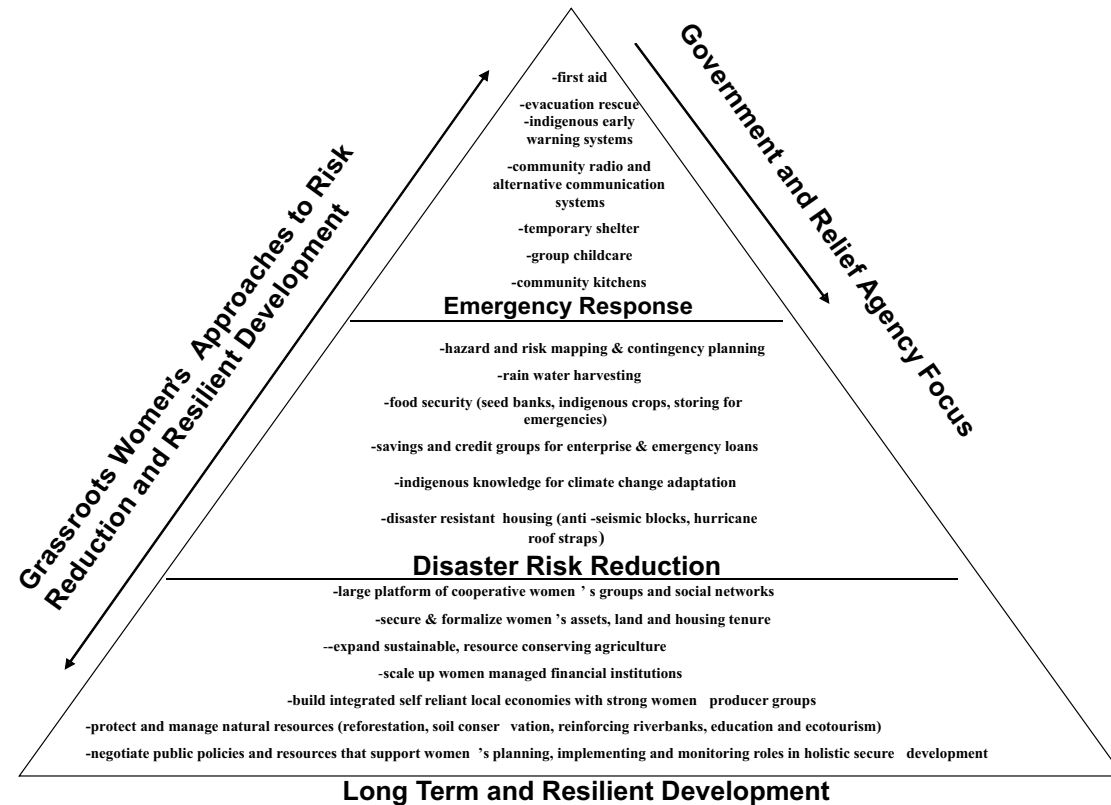 Grassroots Women's Approaches to Risk
Reduction and Resilient Development
Government and Relief Agency Focus
-first aid
-evacuation rescue
-indigenous early
warning systems
-community radio and
alternative communication
systems
-temporary shelter
-group childcare
-community kitchens
Emergency Response
-hazard and risk mapping & contingency planning
-rain water harvesting
-food security (seed banks, indigenous crops, storing for
emergencies)
-savings and credit groups for enterprise & emergency loans
-indigenous knowledge for climate change adaptation
-disaster resistant housing (anti -seismic blocks, hurricane
roof straps)
Disaster Risk Reduction
-large platform of cooperative women ' s groups and social networks
-secure & formalize women 's assets, land and housing tenure
--expand sustainable, resource conserving agriculture
-scale up women managed financial institutions
-build integrated self reliant local economies with strong women producer groups
-protect and manage natural resources (reforestation, soil conser vation, reinforcing riverbanks, education and ecotourism)
-negotiate public policies and resources that support women 's planning, implementing and monitoring roles in holistic secure development
Long Term and Resilient Development